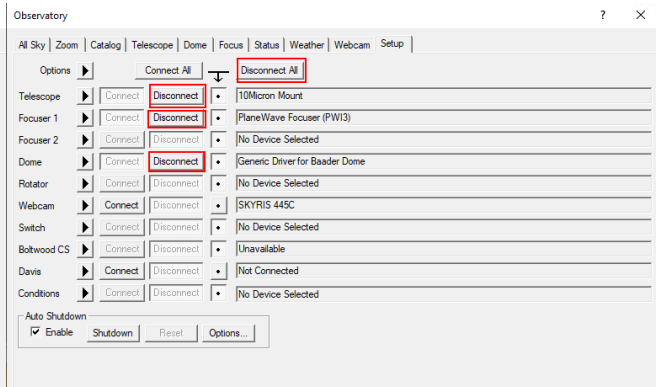 Observatory ? ×
All Sky Zoom Catalog Telescope Dome Focus Status Weather Webcam Setup
Options Connect All Disconnect All
Telescope Connect Disconnect 10Micron Mount
Focuser 1 Connect Disconnect PlaneWave Focuser (PWI3)
Focuser 2 Connect Disconnect No Device Selected
Dome Connect Disconnect Generic Driver for Baader Dome
Rotator Connect Disconnect No Device Selected
Webcam Connect Disconnect SKYRIS 445C
Switch Connect Disconnect No Device Selected
Boltwood CS Connect Disconnect Unavailable
Davis Connect Disconnect Not Connected
Conditions Connect Disconnect No Device Selected
Auto Shutdown
Enable Shutdown Reset Options...